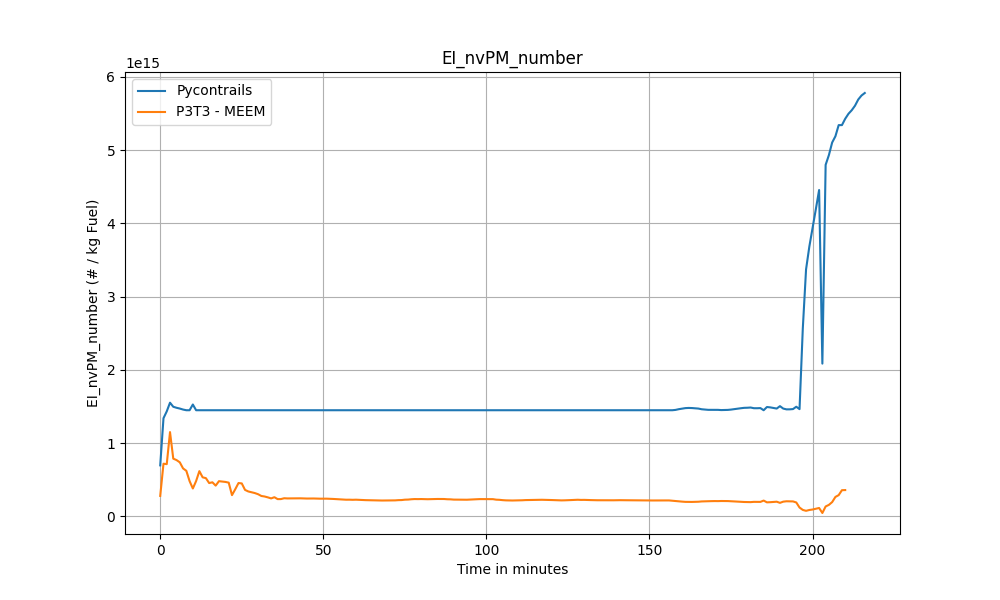 EI_nvPM_number
1e15
Pycontrails
P3T3 - MEEM
EI_nvPM_number (# / kg Fuel)
6
5
4
3
2
1
0
0 50 100 150 200
Time in minutes